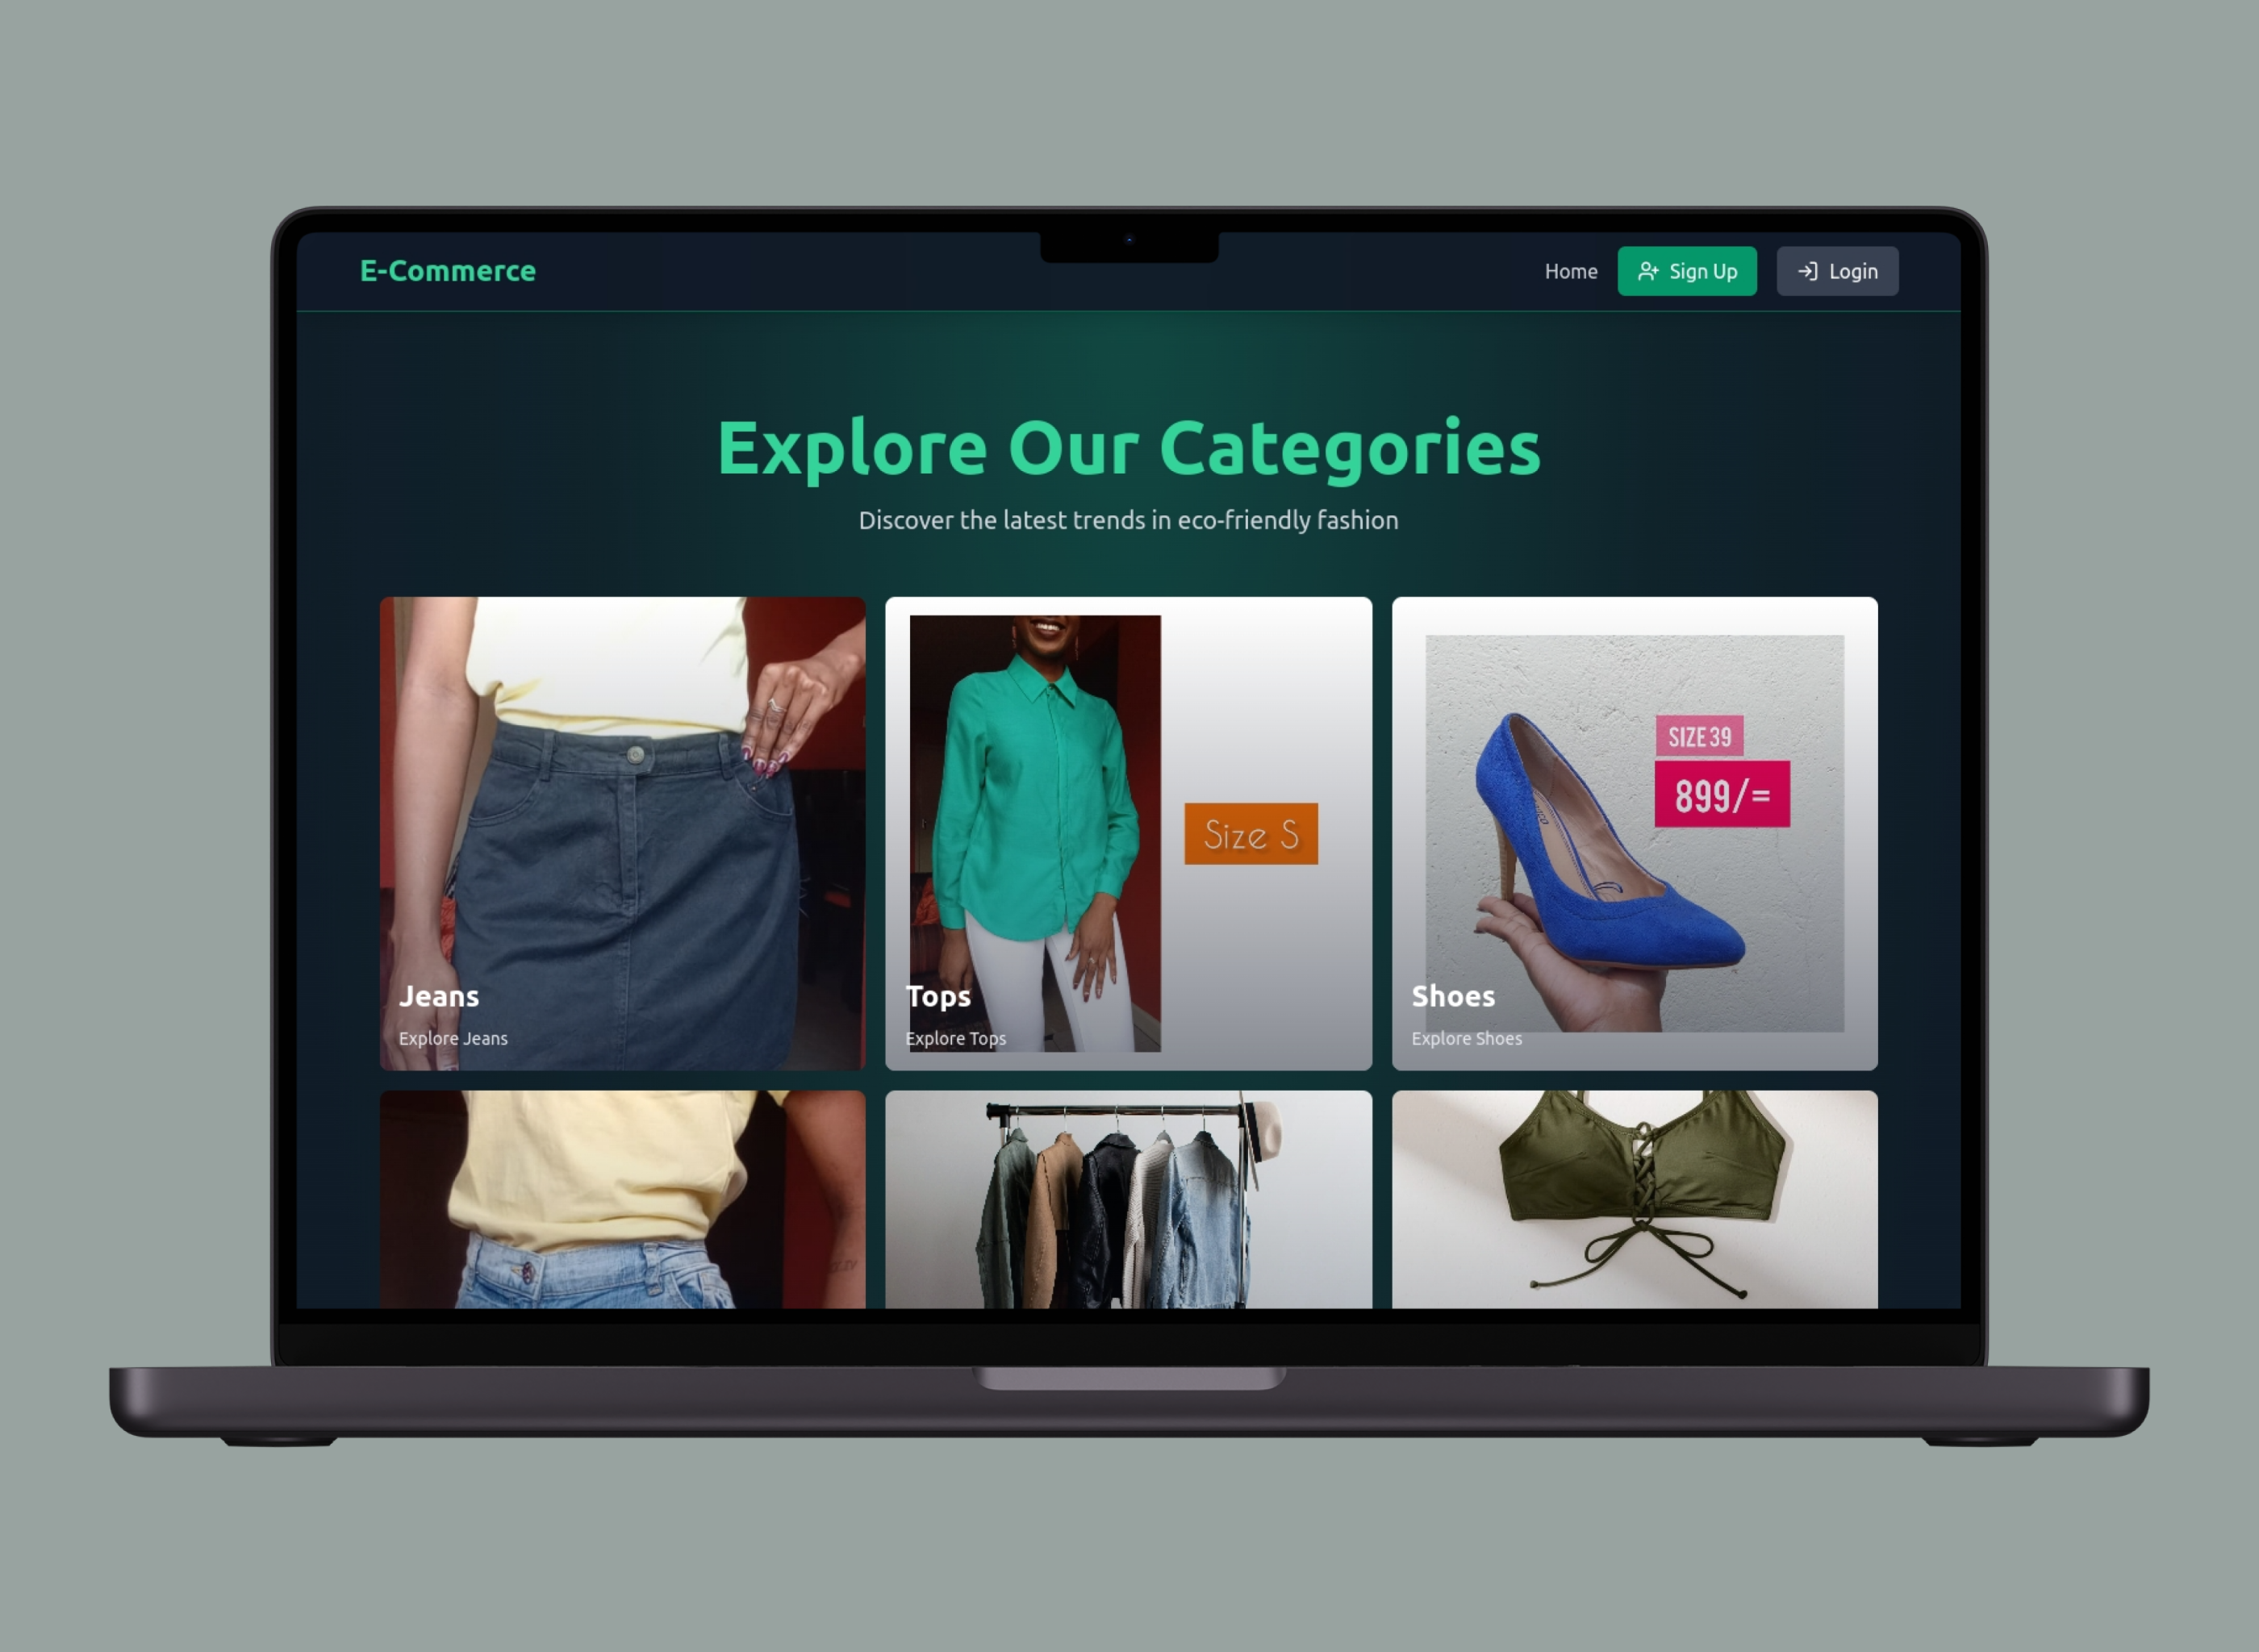 E-Commerce
Home
Sign Up
Login
Explore Our Categories
Discover the latest trends in eco-friendly fashion
Size S
SIZE 39
899/=
Jeans
Explore Jeans
Tops
Explore Tops
Shoes
Explore Shoes